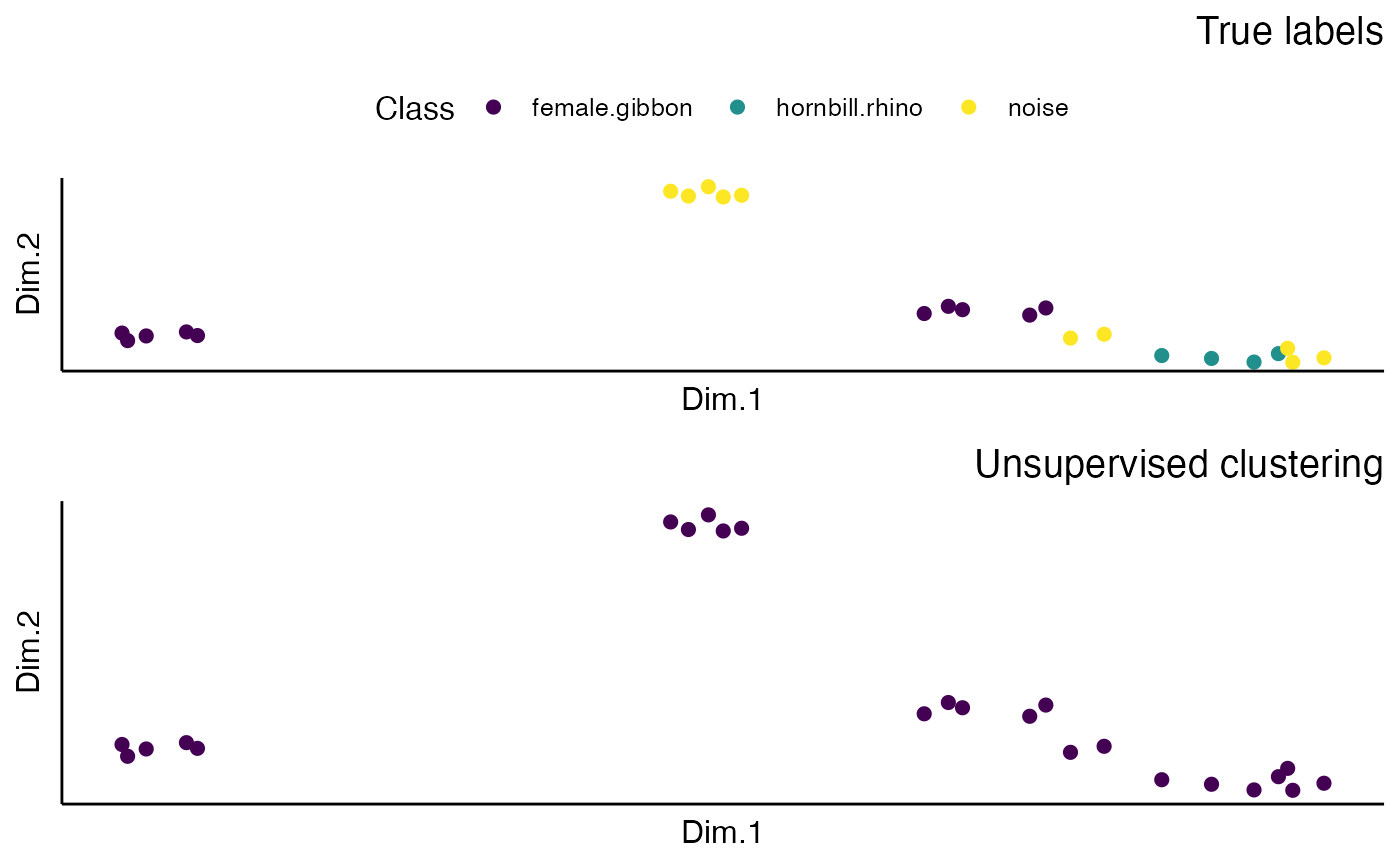 True labels
Class female.gibbon hornbill.rhino noise
Dim.2
Dim.1
Unsupervised clustering
Dim.2
Dim.1